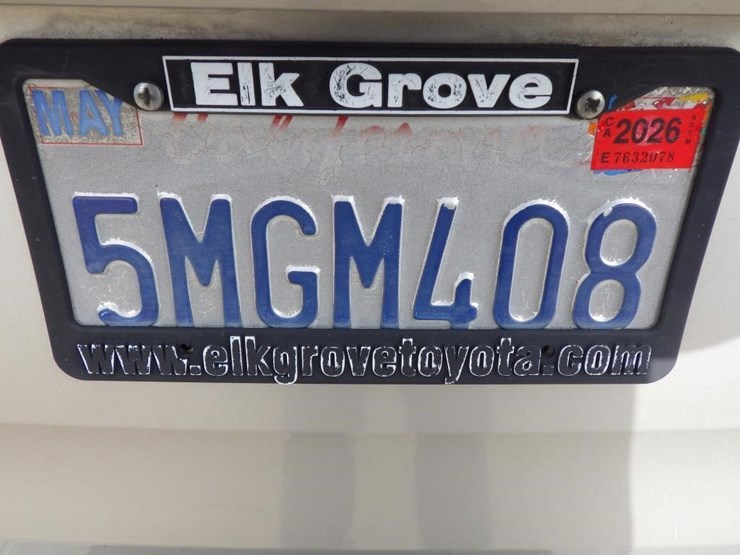 Elk Grove
MAY
CA 2026
E7632078
5MGM408
www.elkgrovetoyota.com